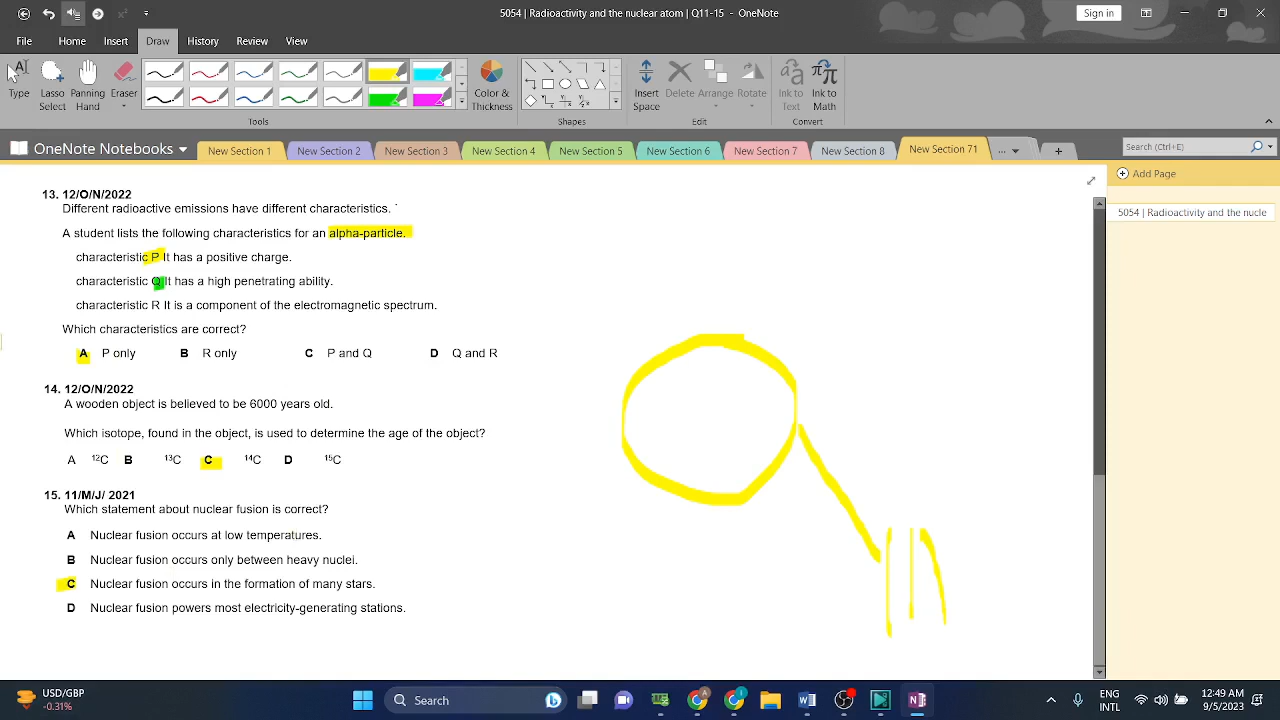 5054 | Radioactivity and the nuclear atom | Q11-15 - OneNote
Sign in
File Home Insert Draw History Review View
Type Lasso Select Panning Hand Eraser Color & Thickness Insert Space Delete Arrange Rotate Ink to Text Ink to Math
Tools Shapes Edit Convert
OneNote Notebooks New Section 1 New Section 2 New Section 3 New Section 4 New Section 5 New Section 6 New Section 7 New Section 8 New Section 71 ... + Search (Ctrl+E)
Add Page
5054 | Radioactivity and the nucle
13. 12/O/N/2022
Different radioactive emissions have different characteristics.
A student lists the following characteristics for an alpha-particle.
characteristic P It has a positive charge.
characteristic Q It has a high penetrating ability.
characteristic R It is a component of the electromagnetic spectrum.
Which characteristics are correct?
A P only B R only C P and Q D Q and R
14. 12/O/N/2022
A wooden object is believed to be 6000 years old.
Which isotope, found in the object, is used to determine the age of the object?
A ¹²C B ¹³C C ¹⁴C D ¹⁵C
15. 11/M/J/ 2021
Which statement about nuclear fusion is correct?
A Nuclear fusion occurs at low temperatures.
B Nuclear fusion occurs only between heavy nuclei.
C Nuclear fusion occurs in the formation of many stars.
D Nuclear fusion powers most electricity-generating stations.
USD/GBP
-0.31%
Search
ENG
INTL
12:49 AM
9/5/2023